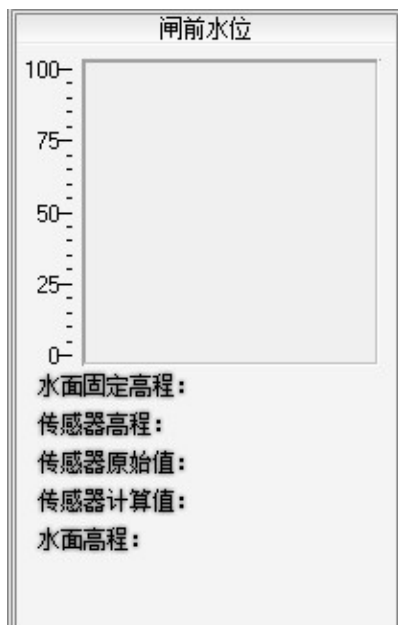 闸前水位
100
75
50
25
0
水面固定高程：
传感器高程：
传感器原始值：
传感器计算值：
水面高程：